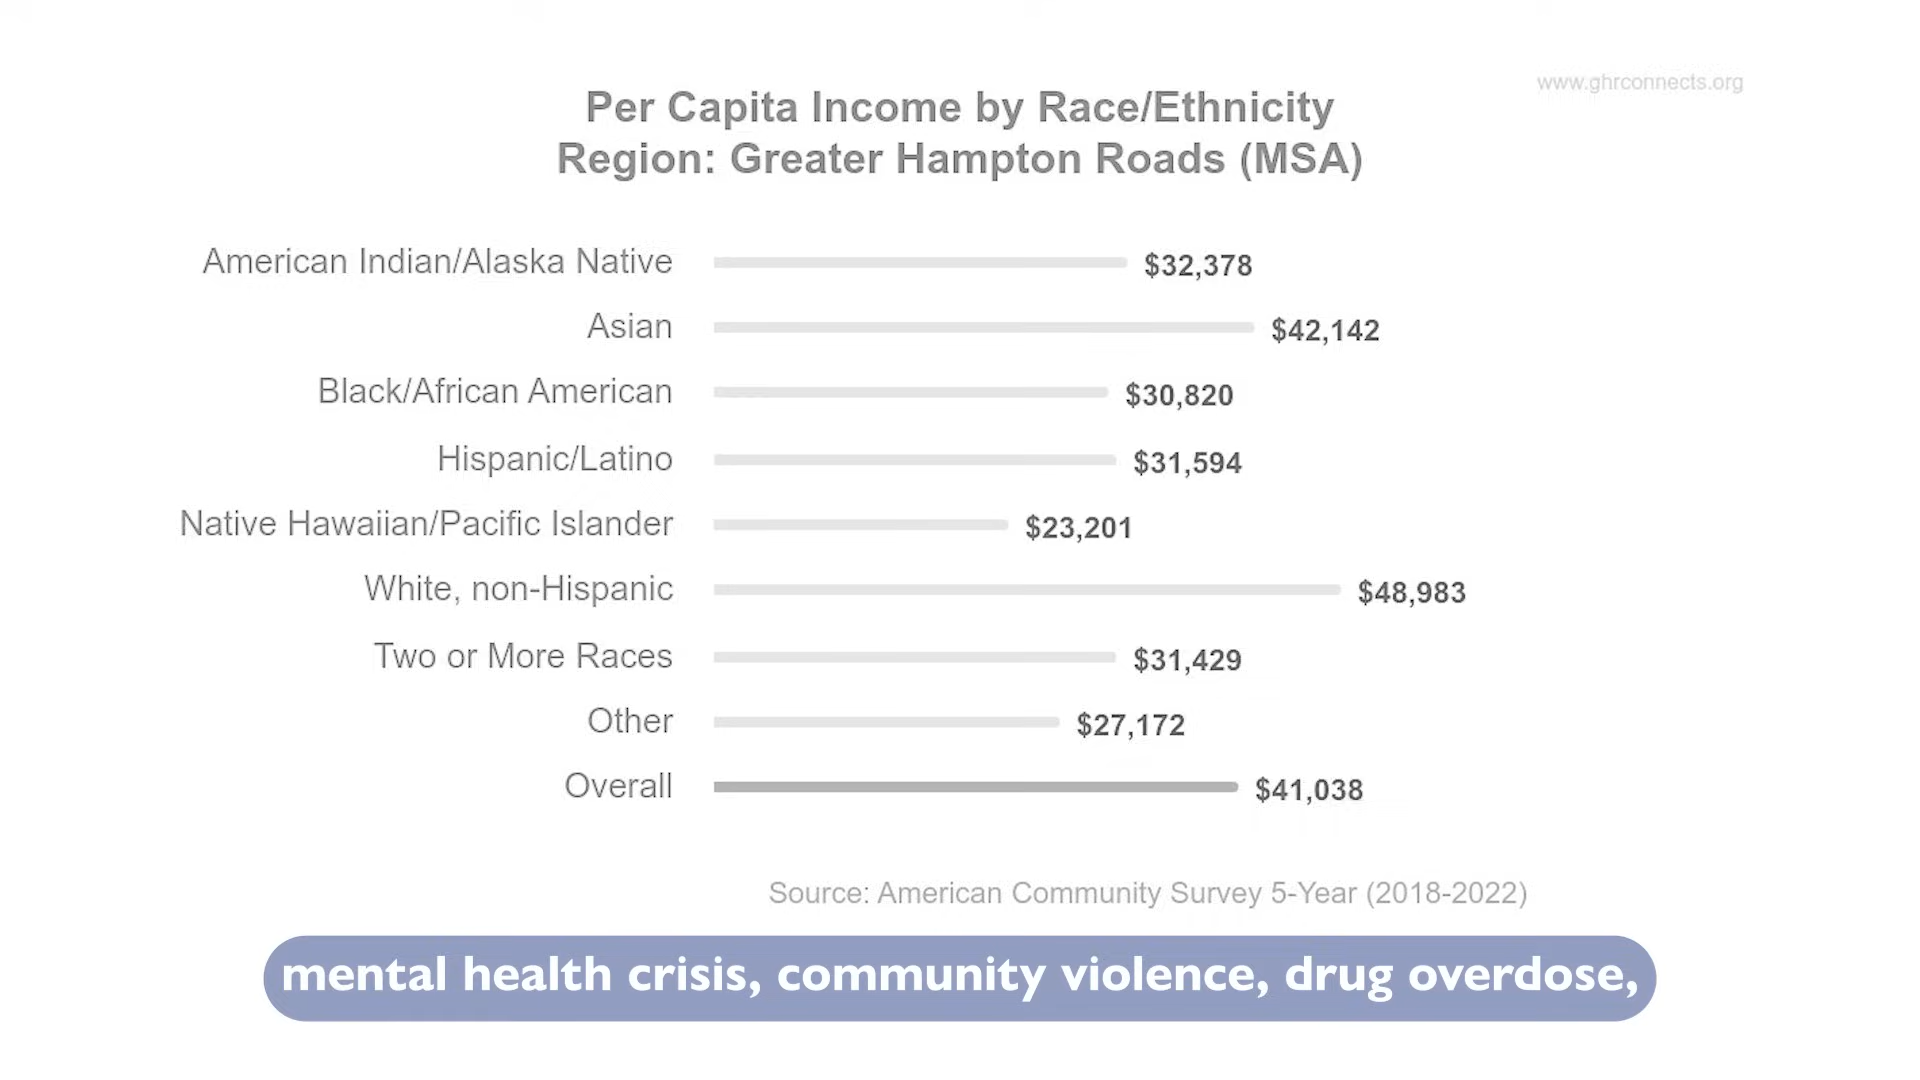 www.ghrconnects.org
Per Capita Income by Race/Ethnicity
Region: Greater Hampton Roads (MSA)
American Indian/Alaska Native $32,378
Asian $42,142
Black/African American $30,820
Hispanic/Latino $31,594
Native Hawaiian/Pacific Islander $23,201
White, non-Hispanic $48,983
Two or More Races $31,429
Other $27,172
Overall $41,038
Source: American Community Survey 5-Year (2018-2022)
mental health crisis, community violence, drug overdose,